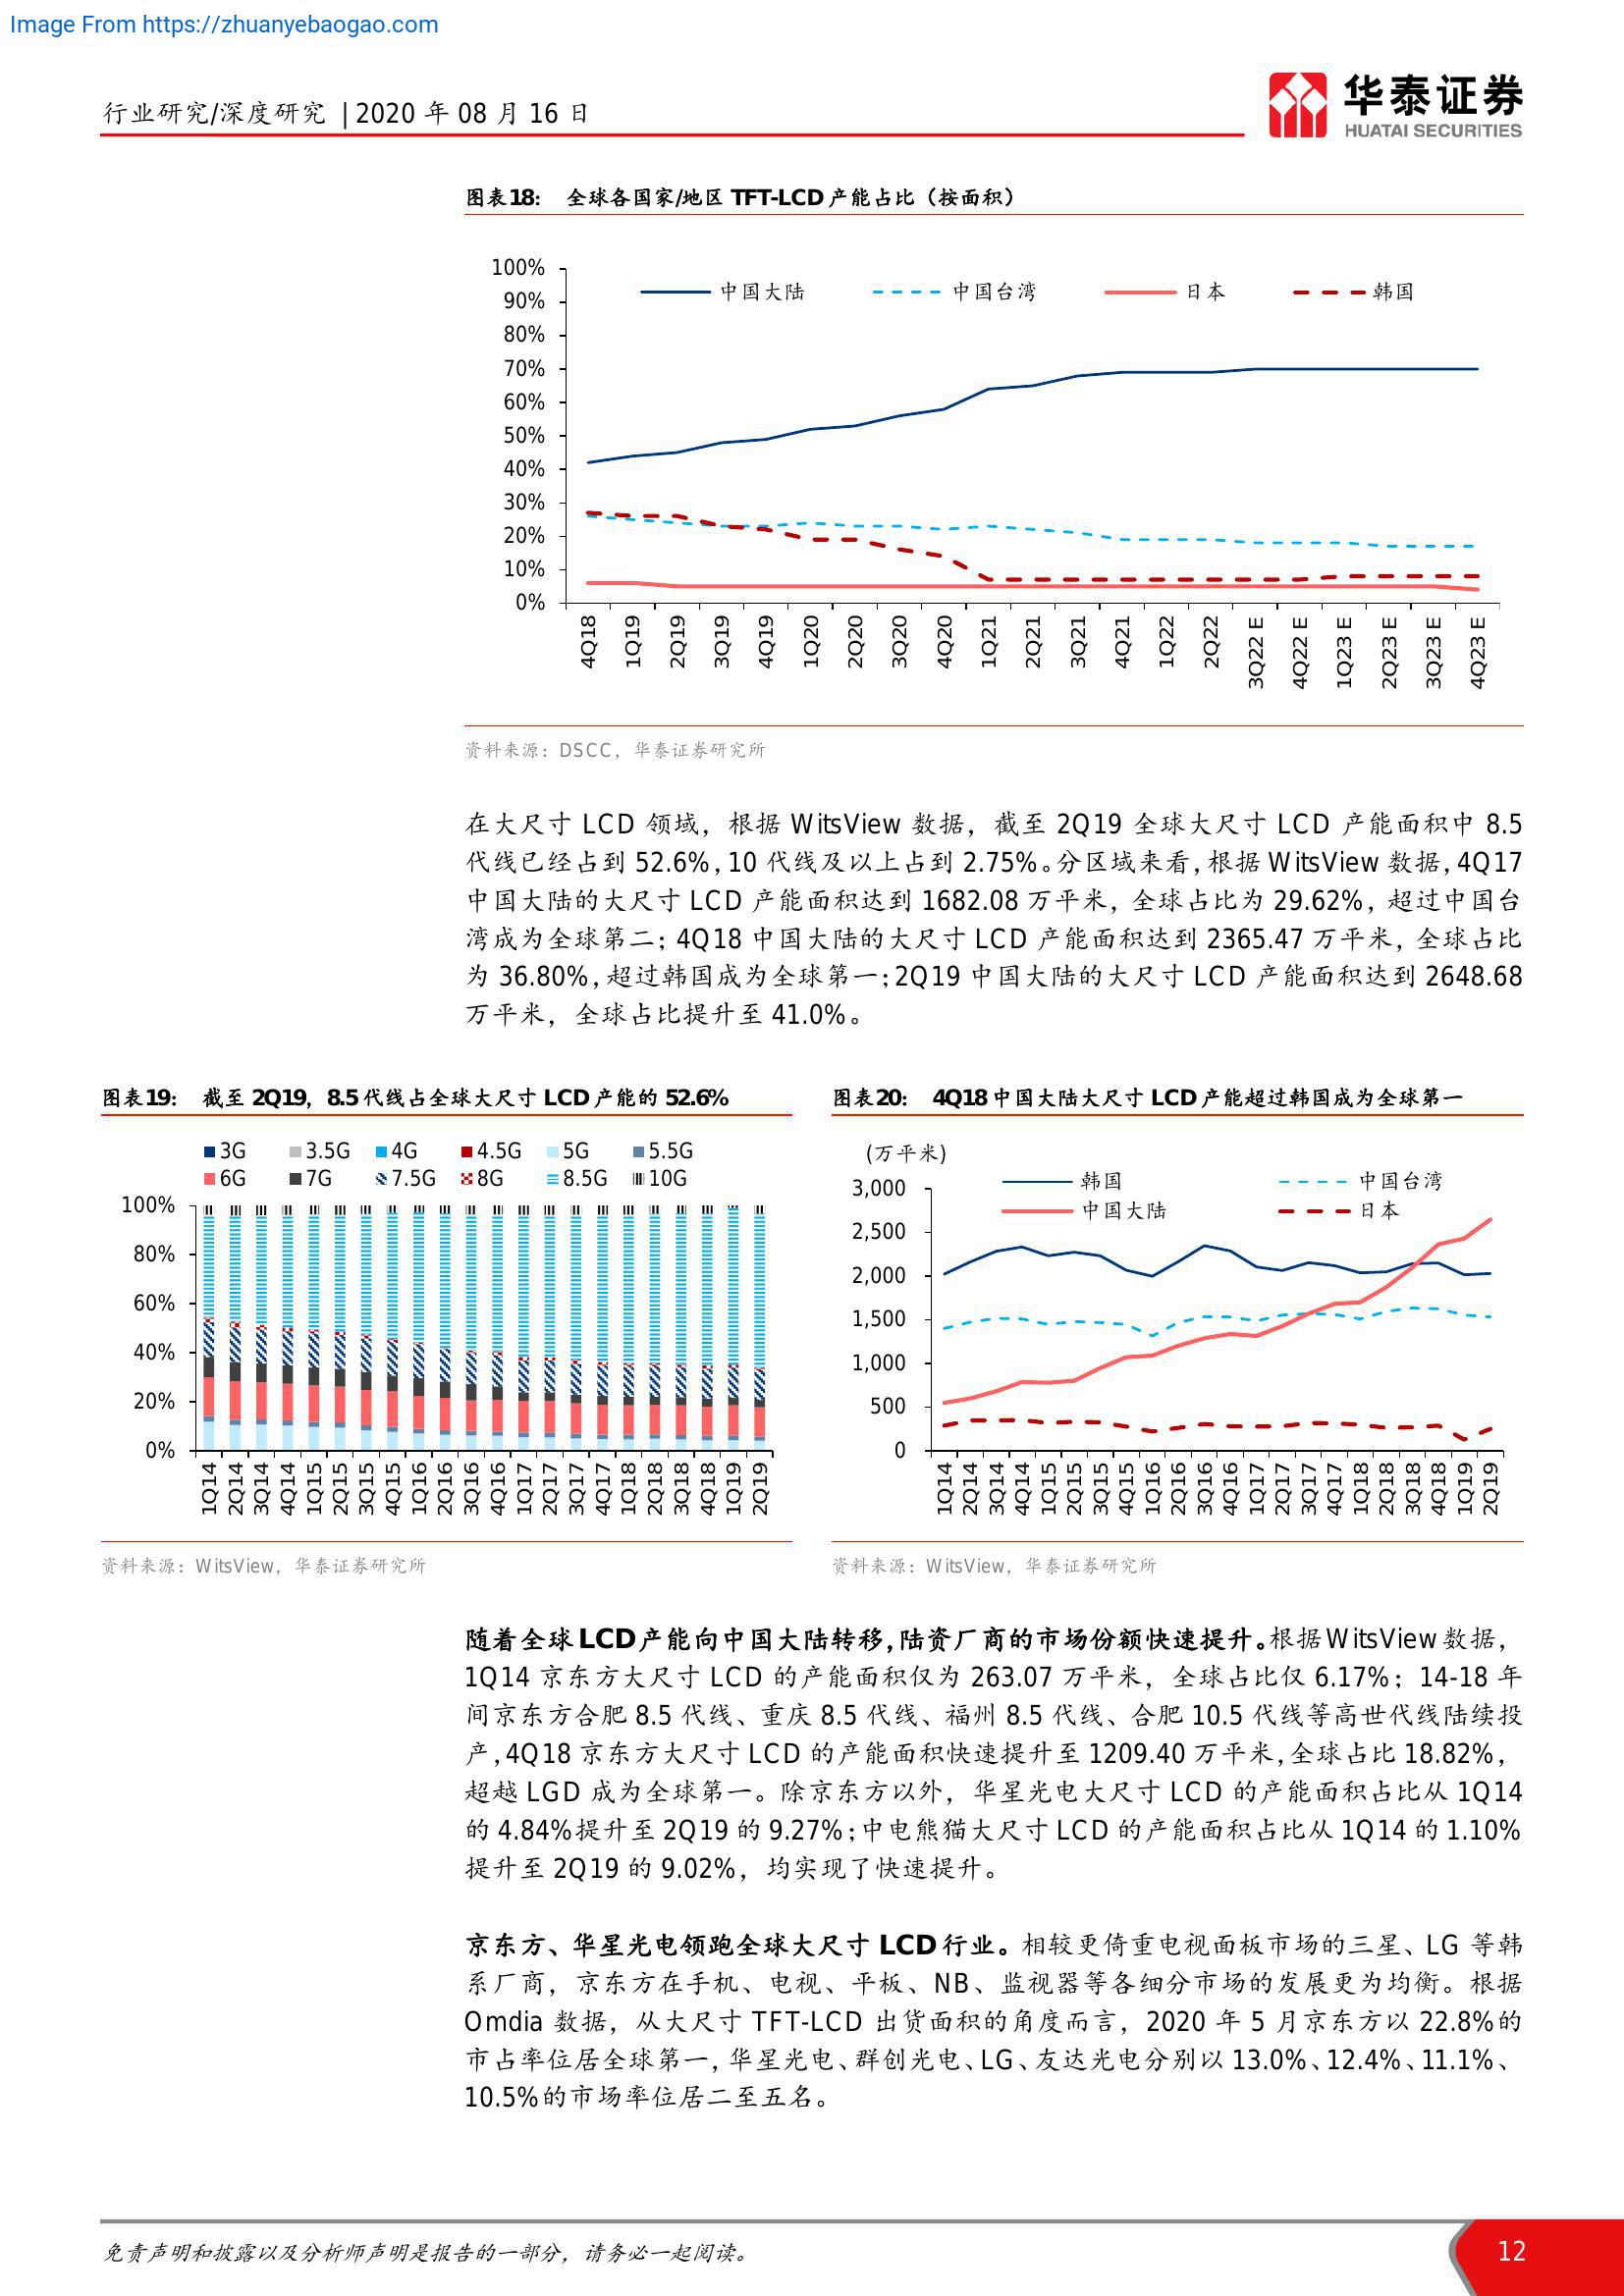 Image From https://zhuanyebaogao.com
行业研究/深度研究 | 2020 年 08 月 16 日
华泰证券
HUATAI SECURITIES
图表18： 全球各国家/地区 TFT-LCD 产能占比（按面积）
100%
90%
80%
70%
60%
50%
40%
30%
20%
10%
0%
中国大陆 中国台湾 日本 韩国
4Q18 1Q19 2Q19 3Q19 4Q19 1Q20 2Q20 3Q20 4Q20 1Q21 2Q21 3Q21 4Q21 1Q22 2Q22 3Q22 E 4Q22 E 1Q23 E 2Q23 E 3Q23 E 4Q23 E
资料来源：DSCC，华泰证券研究所
在大尺寸 LCD 领域，根据 WitsView 数据，截至 2Q19 全球大尺寸 LCD 产能面积中 8.5
代线已经占到 52.6%，10 代线及以上占到 2.75%。分区域来看，根据 WitsView 数据，4Q17
中国大陆的大尺寸 LCD 产能面积达到 1682.08 万平米，全球占比为 29.62%，超过中国台
湾成为全球第二；4Q18 中国大陆的大尺寸 LCD 产能面积达到 2365.47 万平米，全球占比
为 36.80%，超过韩国成为全球第一；2Q19 中国大陆的大尺寸 LCD 产能面积达到 2648.68
万平米，全球占比提升至 41.0%。
图表19： 截至 2Q19，8.5 代线占全球大尺寸 LCD 产能的 52.6%
3G 3.5G 4G 4.5G 5G 5.5G
6G 7G 7.5G 8G 8.5G 10G
100%
80%
60%
40%
20%
0%
1Q14 2Q14 3Q14 4Q14 1Q15 2Q15 3Q15 4Q15 1Q16 2Q16 3Q16 4Q16 1Q17 2Q17 3Q17 4Q17 1Q18 2Q18 3Q18 4Q18 1Q19 2Q19
资料来源：WitsView，华泰证券研究所
图表20： 4Q18 中国大陆大尺寸 LCD 产能超过韩国成为全球第一
(万平米)
韩国 中国台湾
中国大陆 日本
3,000
2,500
2,000
1,500
1,000
500
0
1Q14 2Q14 3Q14 4Q14 1Q15 2Q15 3Q15 4Q15 1Q16 2Q16 3Q16 4Q16 1Q17 2Q17 3Q17 4Q17 1Q18 2Q18 3Q18 4Q18 1Q19 2Q19
资料来源：WitsView，华泰证券研究所
随着全球 LCD 产能向中国大陆转移，陆资厂商的市场份额快速提升。根据 WitsView 数据，
1Q14 京东方大尺寸 LCD 的产能面积仅为 263.07 万平米，全球占比仅 6.17%；14-18 年
间京东方合肥 8.5 代线、重庆 8.5 代线、福州 8.5 代线、合肥 10.5 代线等高世代线陆续投
产，4Q18 京东方大尺寸 LCD 的产能面积快速提升至 1209.40 万平米，全球占比 18.82%，
超越 LGD 成为全球第一。除京东方以外，华星光电大尺寸 LCD 的产能面积占比从 1Q14
的 4.84%提升至 2Q19 的 9.27%；中电熊猫大尺寸 LCD 的产能面积占比从 1Q14 的 1.10%
提升至 2Q19 的 9.02%，均实现了快速提升。
京东方、华星光电领跑全球大尺寸 LCD 行业。相较更倚重电视面板市场的三星、LG 等韩
系厂商，京东方在手机、电视、平板、NB、监视器等各细分市场的发展更为均衡。根据
Omdia 数据，从大尺寸 TFT-LCD 出货面积的角度而言，2020 年 5 月京东方以 22.8%的
市占率位居全球第一，华星光电、群创光电、LG、友达光电分别以 13.0%、12.4%、11.1%、
10.5%的市场率位居二至五名。
免责声明和披露以及分析师声明是报告的一部分，请务必一起阅读。
12